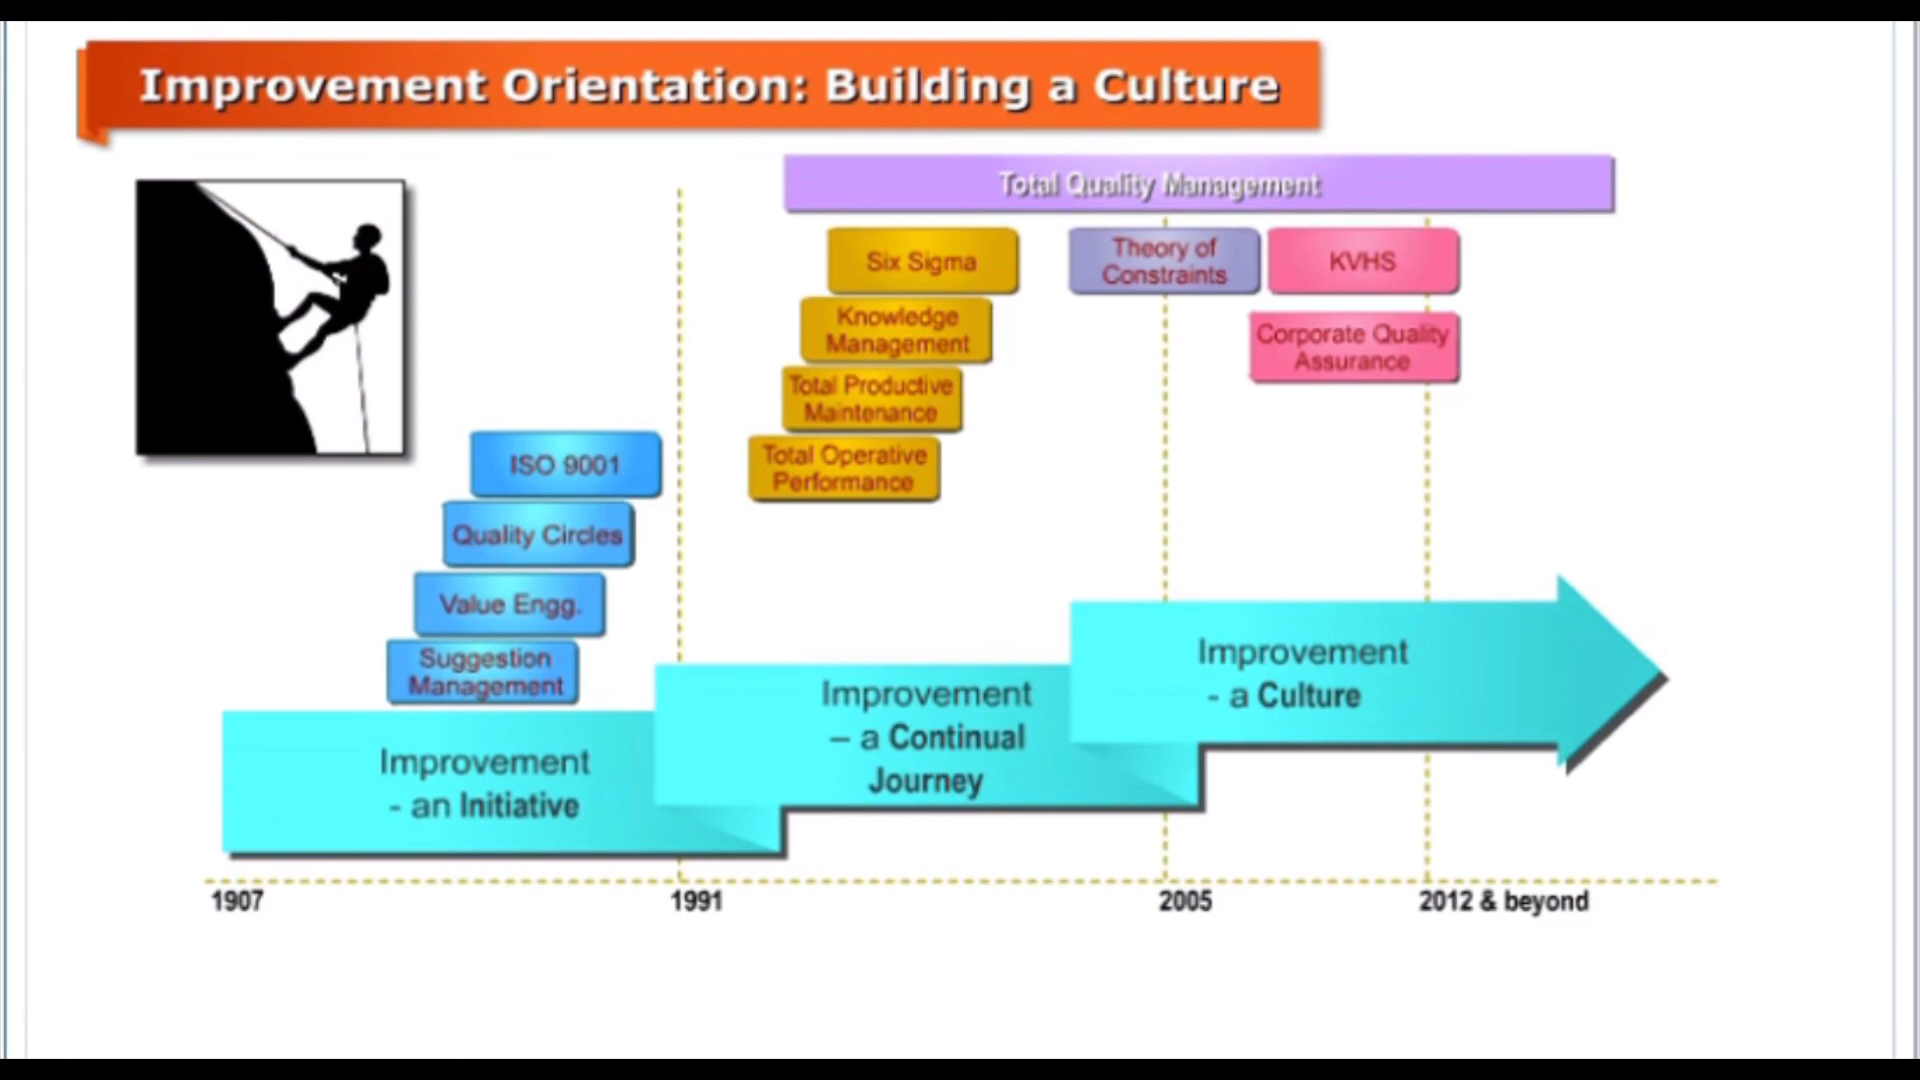 Improvement Orientation: Building a Culture
Total Quality Management
Six Sigma
Theory of
Constraints
KVHS
Knowledge
Management
Corporate Quality
Assurance
Total Productive
Maintenance
Total Operative
Performance
ISO 9001
Quality Circles
Value Engg.
Suggestion
Management
Improvement
- an Initiative
Improvement
– a Continual
Journey
Improvement
- a Culture
1907
1991
2005
2012 & beyond